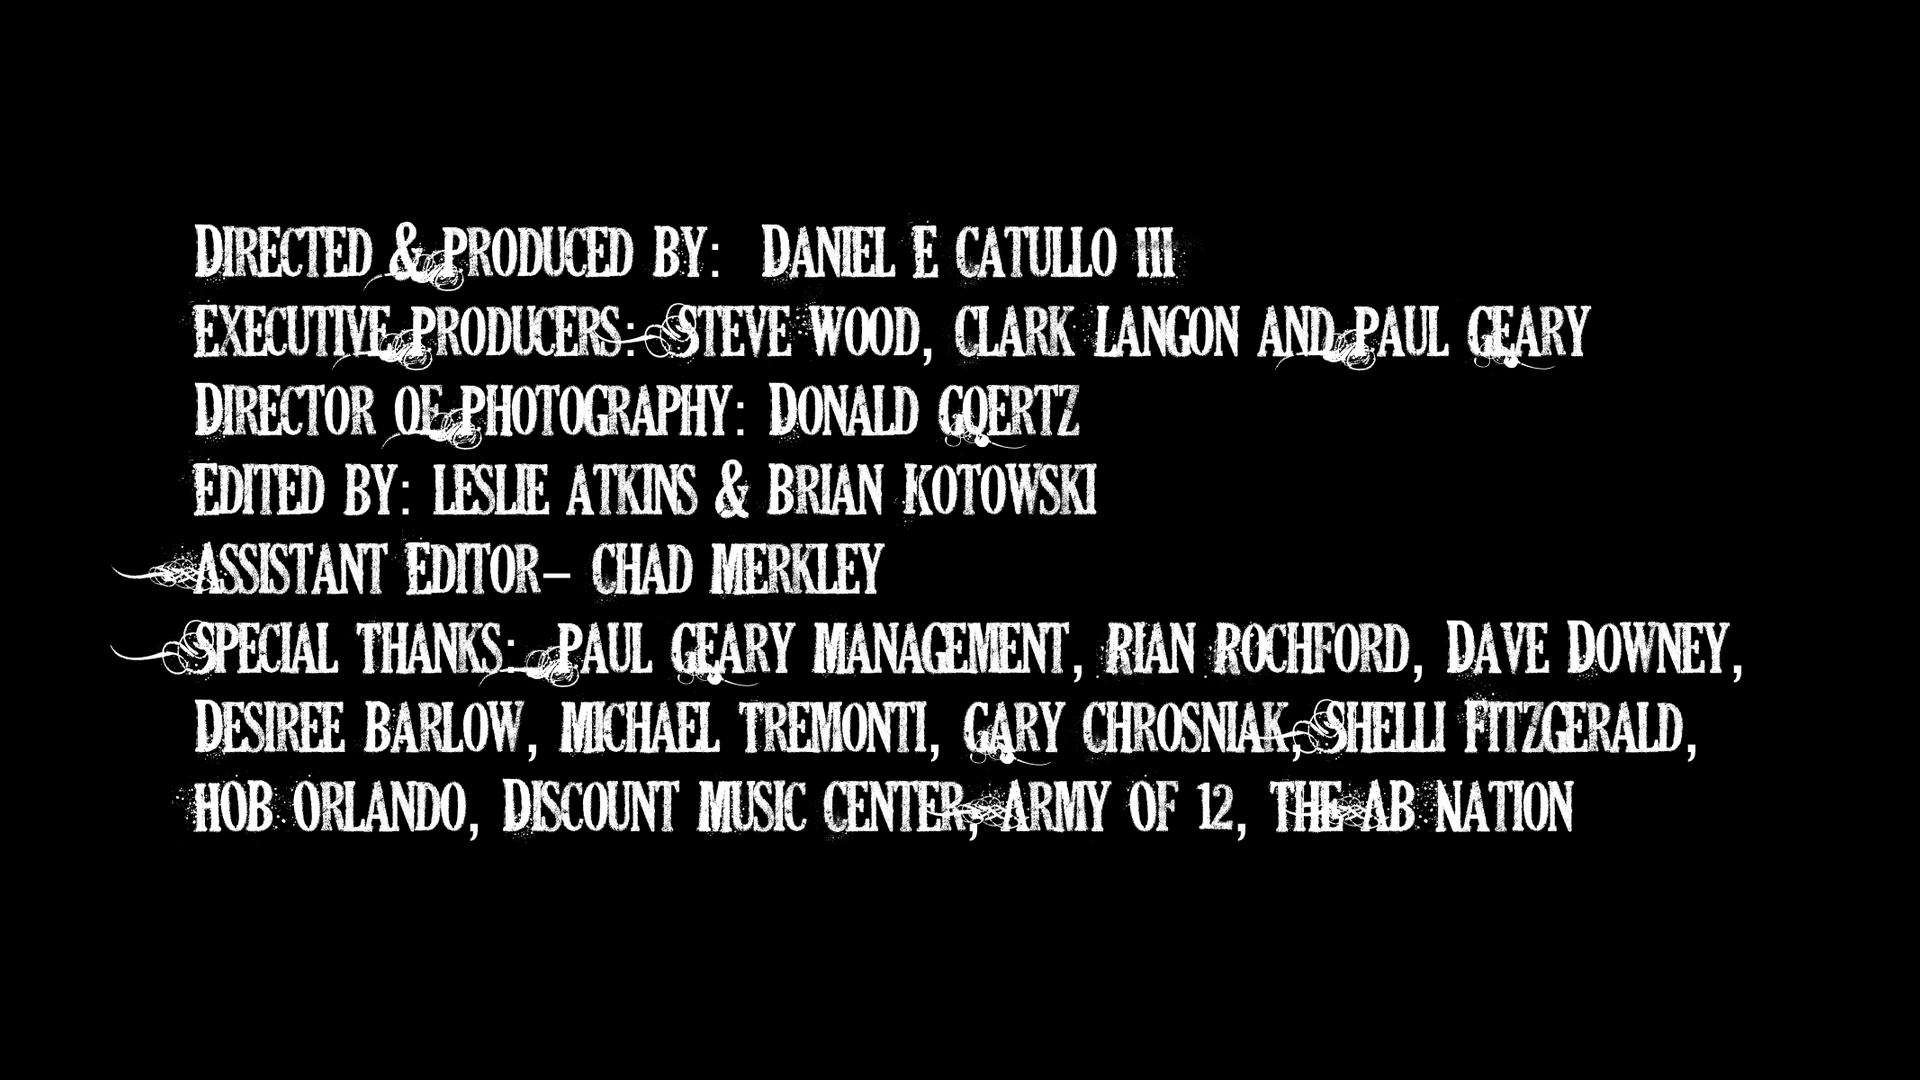 Directed & Produced by: Daniel E Catullo III
Executive Producers: Steve Wood, Clark Langon and Paul Geary
Director of Photography: Donald Goertz
Edited by: Leslie Atkins & Brian Kotowski
Assistant Editor- Chad Merkley
Special Thanks: Paul Geary Management, Rian Rochford, Dave Downey,
Desiree Barlow, Michael Tremonti, Gary Chrosniak, Shelli Fitzgerald,
HOB Orlando, Discount Music Center, Army of 12, The AB Nation